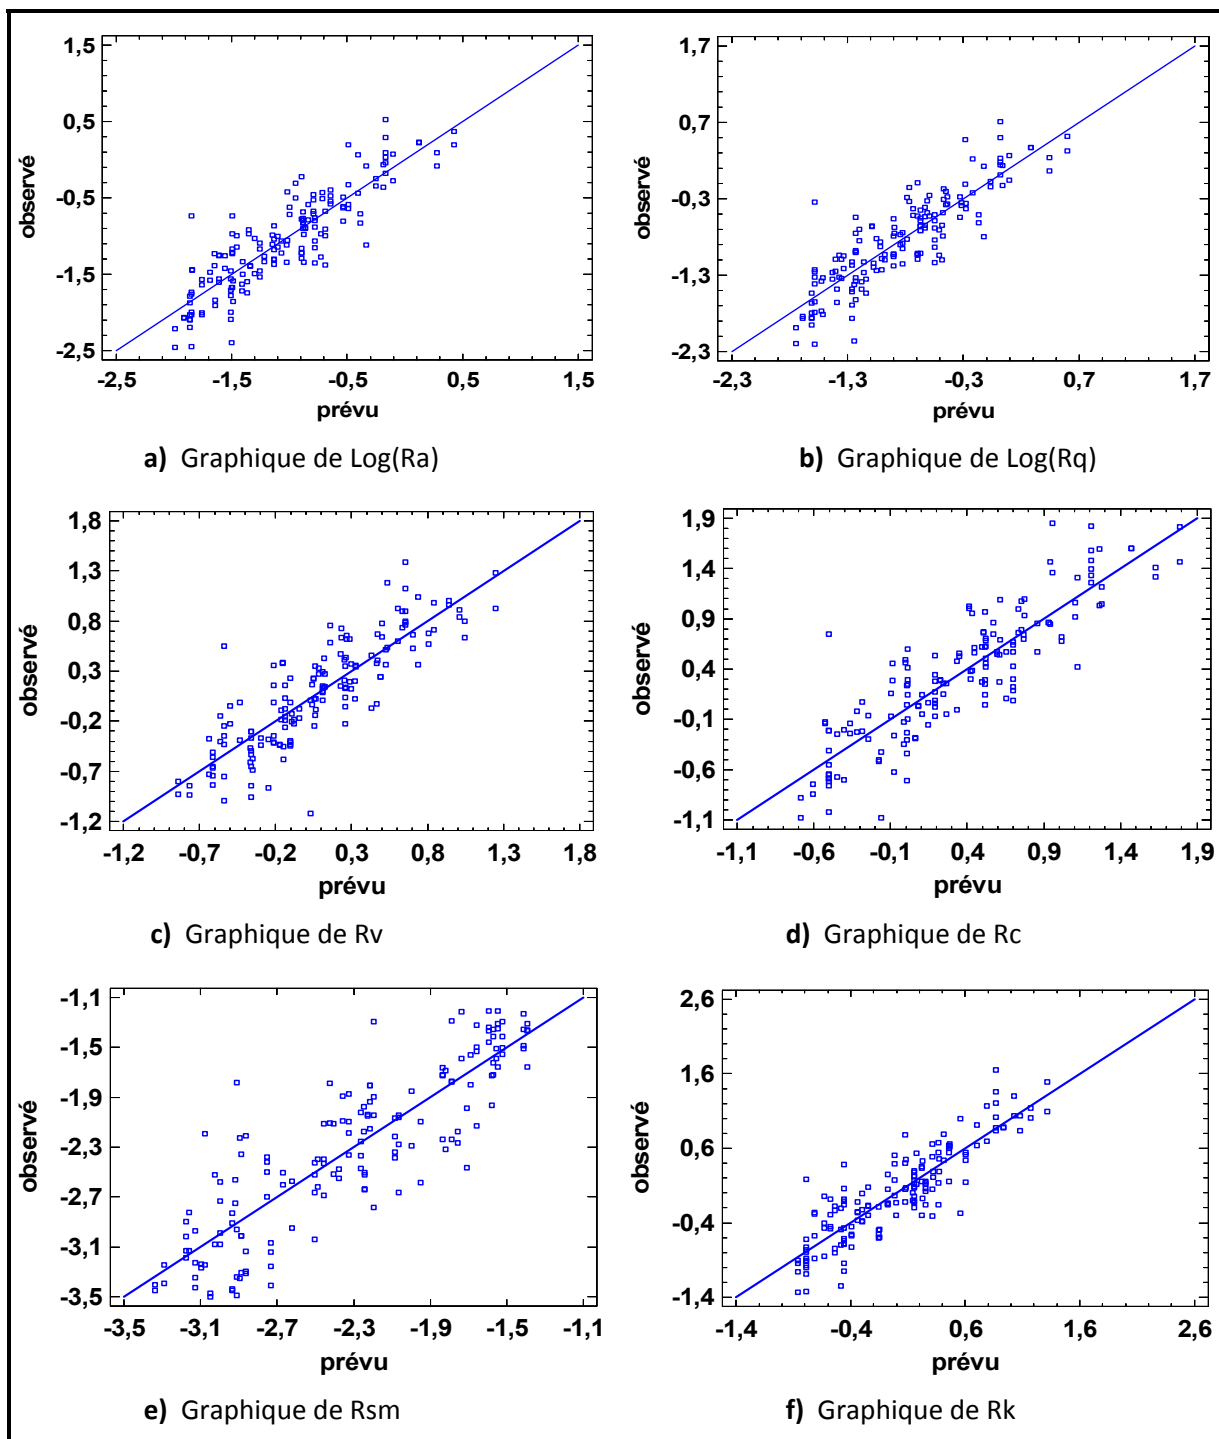 1,5
0,5
-0,5
-1,5
-2,5
observé
-2,5 -1,5 -0,5 0,5 1,5
prévu
a) Graphique de Log(Ra)
1,7
0,7
-0,3
-1,3
-2,3
observé
-2,3 -1,3 -0,3 0,7 1,7
prévu
b) Graphique de Log(Rq)
1,8
1,3
0,8
0,3
-0,2
-0,7
-1,2
observé
-1,2 -0,7 -0,2 0,3 0,8 1,3 1,8
prévu
c) Graphique de Rv
1,9
1,4
0,9
0,4
-0,1
-0,6
-1,1
observé
-1,1 -0,6 -0,1 0,4 0,9 1,4 1,9
prévu
d) Graphique de Rc
-1,1
-1,5
-1,9
-2,3
-2,7
-3,1
-3,5
observé
-3,5 -3,1 -2,7 -2,3 -1,9 -1,5 -1,1
prévu
e) Graphique de Rsm
2,6
1,6
0,6
-0,4
-1,4
observé
-1,4 -0,4 0,6 1,6 2,6
prévu
f) Graphique de Rk